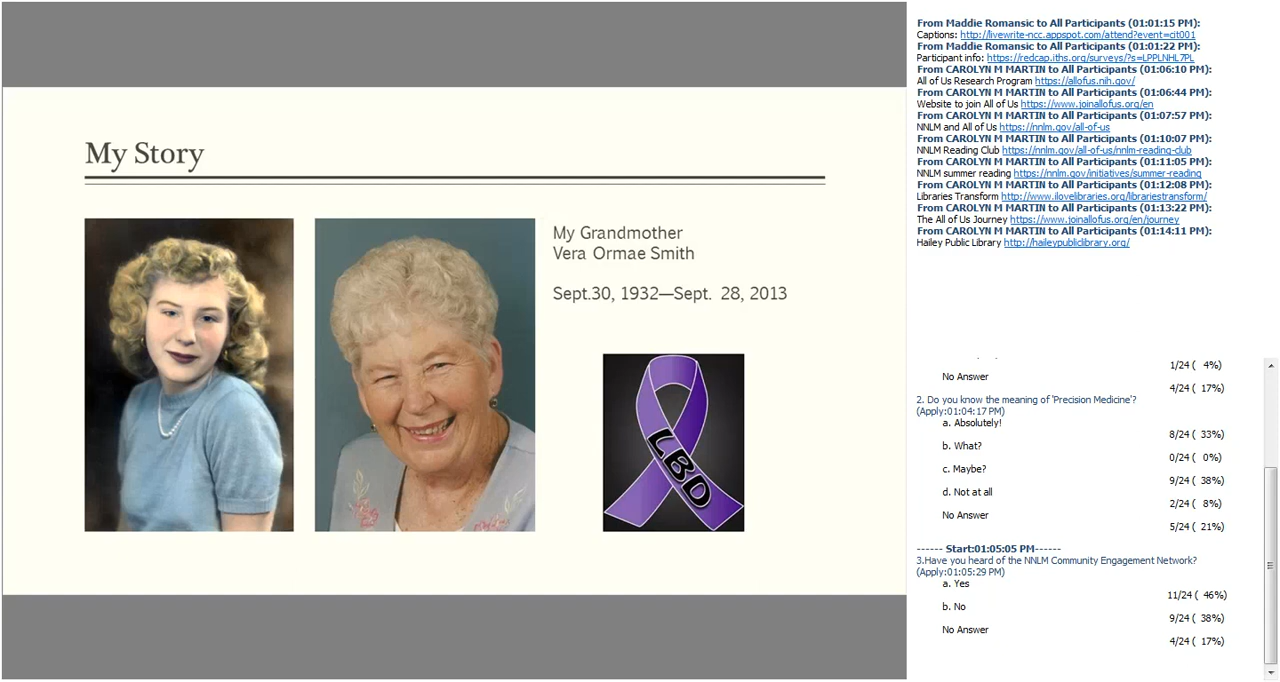 My Story
My Grandmother
Vera Ormae Smith
Sept.30, 1932—Sept. 28, 2013
LBD
From Maddie Romansic to All Participants (01:01:15 PM):
Captions: http://livewrite-ncc.appspot.com/attend?event=cit001
From Maddie Romansic to All Participants (01:01:22 PM):
Participant info: https://redcap.iths.org/surveys/?s=LPPLNHL7PL
From CAROLYN M MARTIN to All Participants (01:06:10 PM):
All of Us Research Program https://allofus.nih.gov/
From CAROLYN M MARTIN to All Participants (01:06:44 PM):
Website to join All of Us https://www.joinallofus.org/en
From CAROLYN M MARTIN to All Participants (01:07:57 PM):
NNLM and All of Us https://nnlm.gov/all-of-us
From CAROLYN M MARTIN to All Participants (01:10:07 PM):
NNLM Reading Club https://nnlm.gov/all-of-us/nnlm-reading-club
From CAROLYN M MARTIN to All Participants (01:11:05 PM):
NNLM summer reading https://nnlm.gov/initiatives/summer-reading
From CAROLYN M MARTIN to All Participants (01:12:08 PM):
Libraries Transform http://www.ilovelibraries.org/librariestransform/
From CAROLYN M MARTIN to All Participants (01:13:22 PM):
The All of Us Journey https://www.joinallofus.org/en/journey
From CAROLYN M MARTIN to All Participants (01:14:11 PM):
Hailey Public Library http://haileypubliclibrary.org/
1/24 ( 4%)
No Answer
4/24 ( 17%)
2. Do you know the meaning of 'Precision Medicine'?
(Apply:01:04:17 PM)
a. Absolutely!
8/24 ( 33%)
b. What?
0/24 ( 0%)
c. Maybe?
9/24 ( 38%)
d. Not at all
2/24 ( 8%)
No Answer
5/24 ( 21%)
------ Start:01:05:05 PM------
3.Have you heard of the NNLM Community Engagement Network?
(Apply:01:05:29 PM)
a. Yes
11/24 ( 46%)
b. No
9/24 ( 38%)
No Answer
4/24 ( 17%)